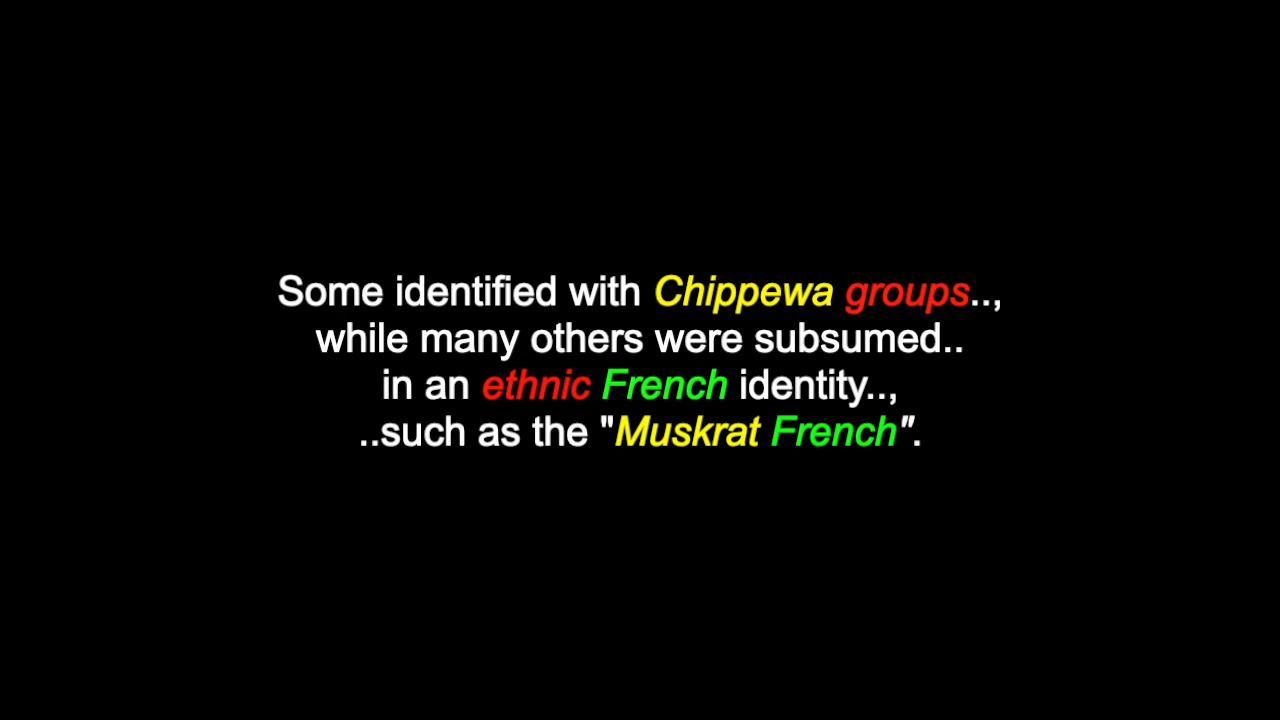 Some identified with Chippewa groups..,
while many others were subsumed..
in an ethnic French identity..,
..such as the "Muskrat French".